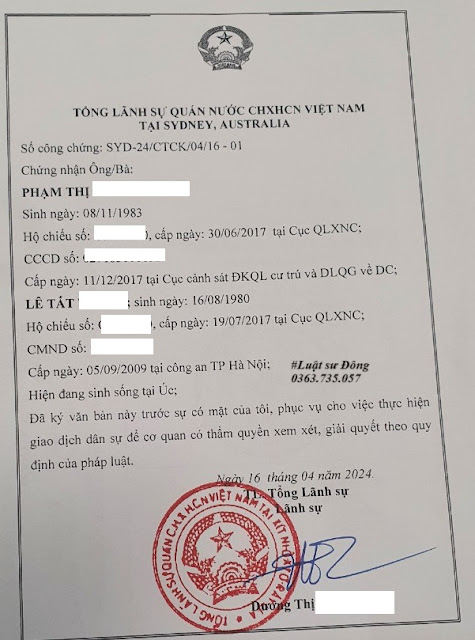 TỔNG LÃNH SỰ QUÁN NƯỚC CHXHCN VIỆT NAM
TẠI SYDNEY, AUSTRALIA
Số công chứng: SYD-24/CTCK/04/16 - 01
Chứng nhận Ông/Bà:
PHẠM THỊ
Sinh ngày: 08/11/1983
Hộ chiếu số: , cấp ngày: 30/06/2017 tại Cục QLXNC;
CCCD số:
Cấp ngày: 11/12/2017 tại Cục cảnh sát ĐKQL cư trú và DLQG về DC;
LÊ TẤT ; sinh ngày: 16/08/1980
Hộ chiếu số: , cấp ngày: 19/07/2017 tại Cục QLXNC;
CMND số:
Cấp ngày: 05/09/2009 tại công an TP Hà Nội;
#Luật sư Đông
0363.735.057
Hiện đang sinh sống tại Úc;
Đã ký văn bản này trước sự có mặt của tôi, phục vụ cho việc thực hiện
giao dịch dân sự để cơ quan có thẩm quyền xem xét, giải quyết theo quy
định của pháp luật.
Ngày 16 tháng 04 năm 2024.
TL. Tổng Lãnh sự
Lãnh sự
TỔNG LÃNH SỰ QUÁN C.H.X.H.C.N VIỆT NAM TẠI
Dương Thị